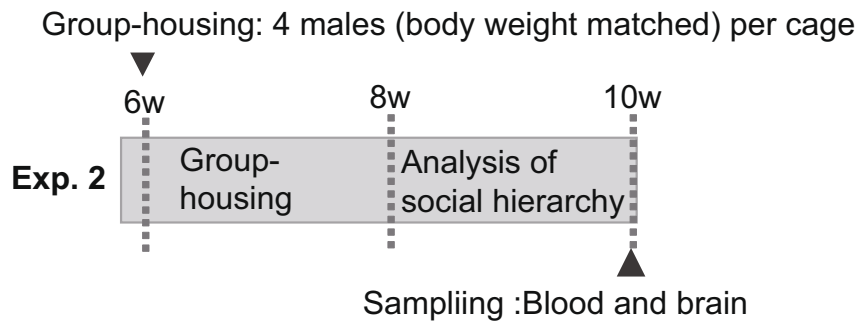 Group-housing: 4 males (body weight matched) per cage
6w
8w
10w
Exp. 2
Group-
housing
Analysis of
social hierarchy
Sampliing :Blood and brain